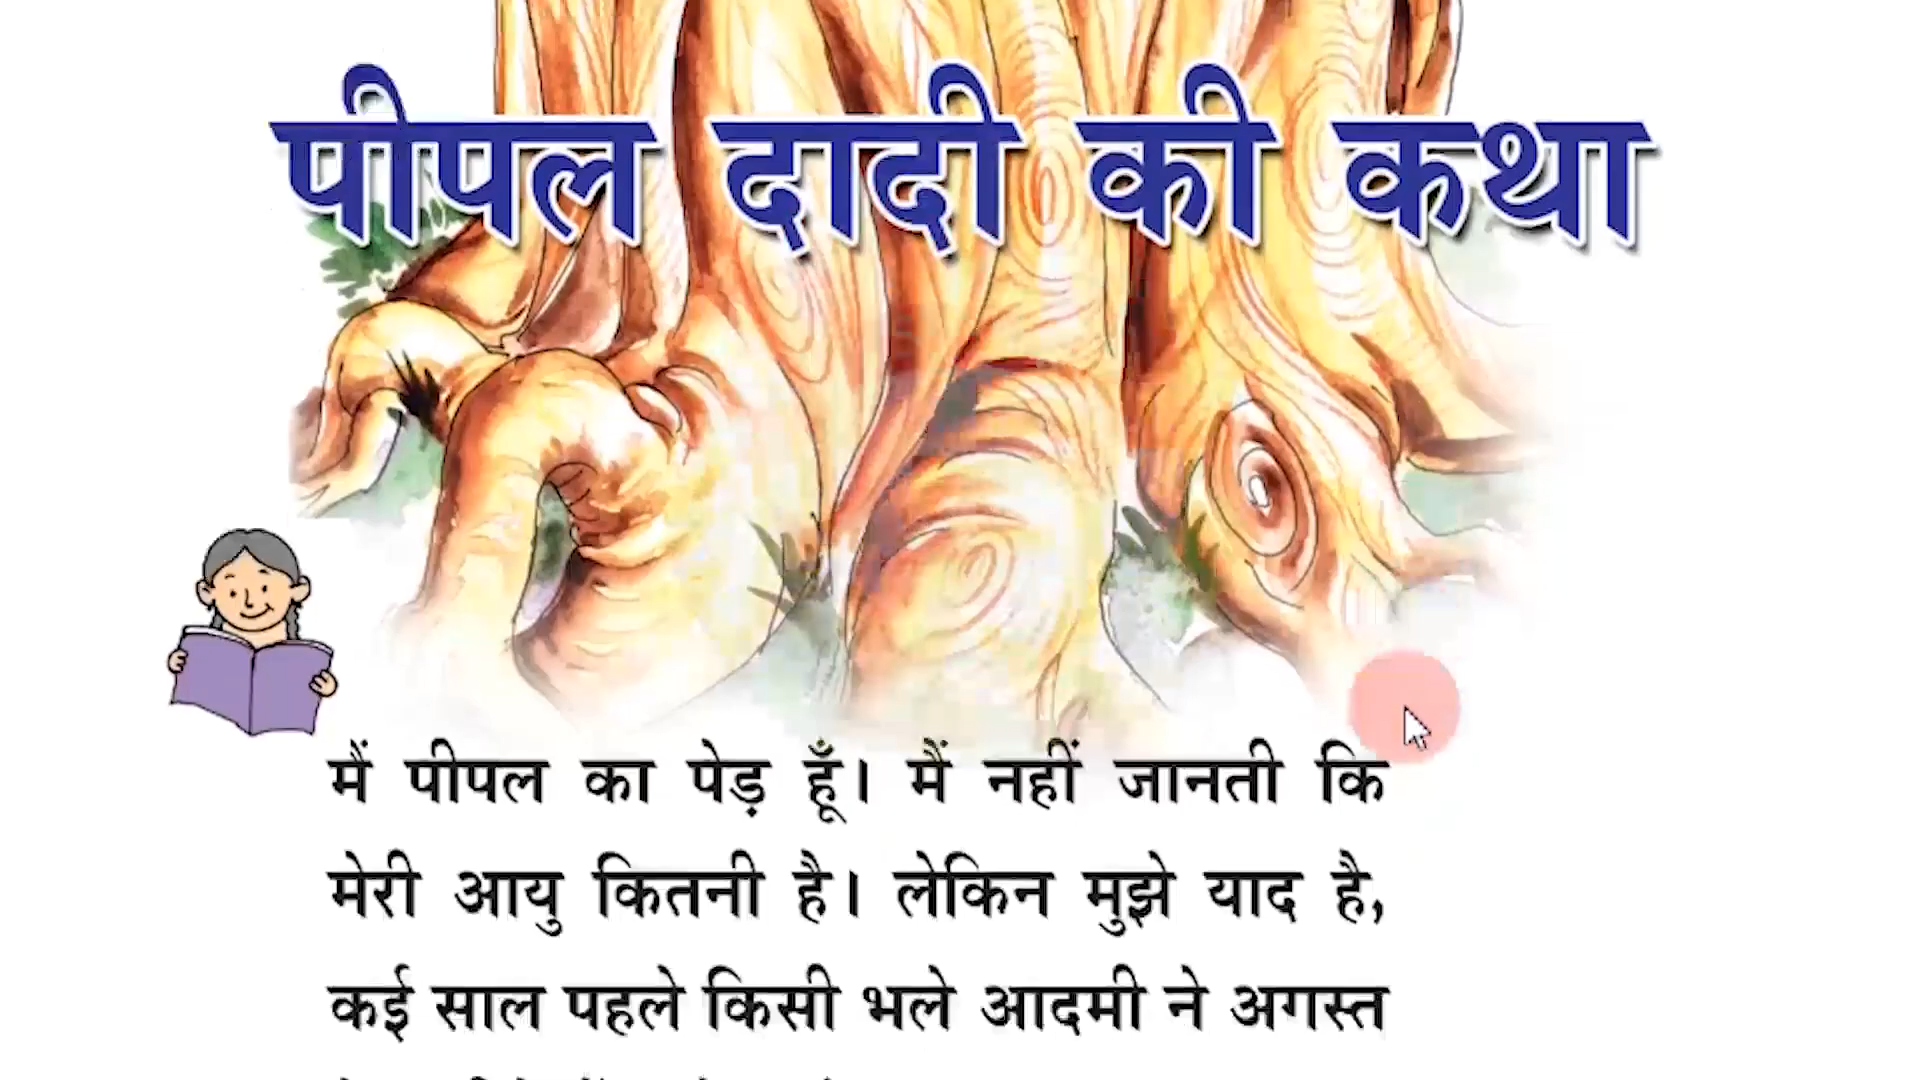 पीपल दादी की कथा
मैं पीपल का पेड़ हूँ। मैं नहीं जानती कि
मेरी आयु कितनी है। लेकिन मुझे याद है,
कई साल पहले किसी भले आदमी ने अगस्त